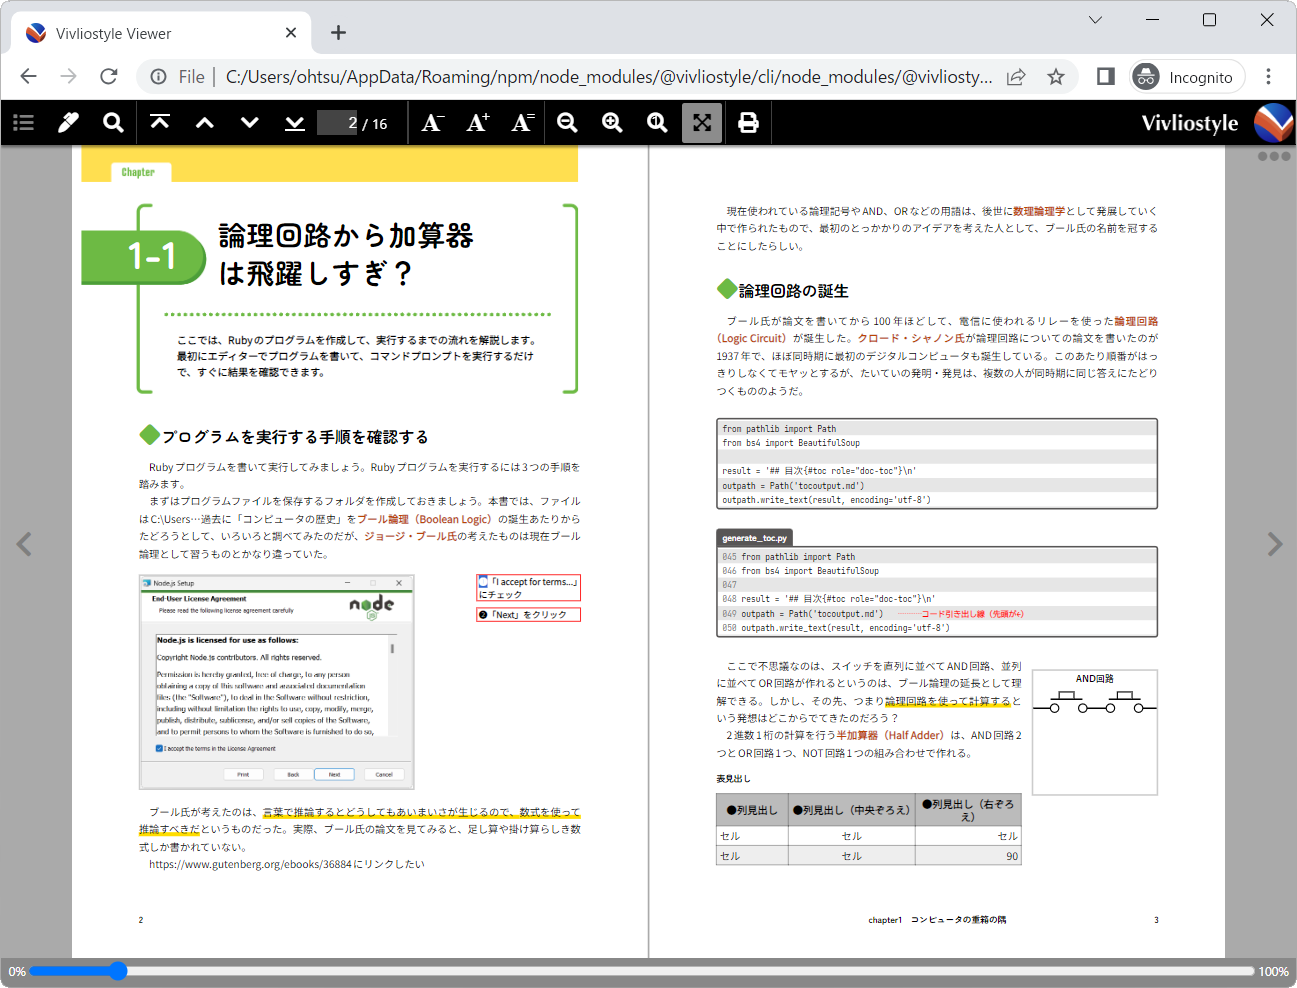 Vivliostyle Viewer
File
C:/Users/ohtsu/AppData/Roaming/npm/node_modules/@vivliostyle/cli/node_modules/@vivliosty...
Incognito
2 / 16
A-
A+
A=
Vivliostyle
Chapter
1-1
論理回路から加算器
は飛躍しすぎ？
ここでは、Rubyのプログラムを作成して、実行するまでの流れを解説します。
最初にエディターでプログラムを書いて、コマンドプロンプトを実行するだけ
で、すぐに結果を確認できます。
プログラムを実行する手順を確認する
Rubyプログラムを書いて実行してみましょう。Rubyプログラムを実行するには3つの手順を
踏みます。
まずはプログラムファイルを保存するフォルダを作成しておきましょう。本書では、ファイル
はC:\Users…過去に「コンピュータの歴史」をブール論理（Boolean Logic）の誕生あたりから
たどろうとして、いろいろと調べてみたのだが、ジョージ・ブール氏の考えたものは現在ブール
論理として習うものとかなり違っていた。
Node.js Setup
End-User License Agreement
Please read the following license agreement carefully
node
Node.js is licensed for use as follows:
Copyright Node.js contributors. All rights reserved.
Permission is hereby granted, free of charge, to any person
obtaining a copy of this software and associated documentation
files (the "Software"), to deal in the Software without restriction,
including without limitation the rights to use, copy, modify, merge,
publish, distribute, sublicense, and/or sell copies of the Software,
and to permit persons to whom the Software is furnished to do so,
I accept the terms in the License Agreement
Print
Back
Next
Cancel
「I accept for terms...」
にチェック
❷「Next」をクリック
ブール氏が考えたのは、言葉で推論するとどうしてもあいまいさが生じるので、数式を使って
推論すべきだというものだった。実際、ブール氏の論文を見てみると、足し算や掛け算らしき数
式しか書かれていない。
https://www.gutenberg.org/ebooks/36884にリンクしたい
2
現在使われている論理記号やAND、ORなどの用語は、後世に数理論理学として発展していく
中で作られたもので、最初のとっかかりのアイデアを考えた人として、ブール氏の名前を冠する
ことにしたらしい。
論理回路の誕生
ブール氏が論文を書いてから100年ほどして、電信に使われるリレーを使った論理回路
（Logic Circuit）が誕生した。クロード・シャノン氏が論理回路についての論文を書いたのが
1937年で、ほぼ同時期に最初のデジタルコンピュータも誕生している。このあたり順番がはっ
きりしなくてモヤッとするが、たいていの発明・発見は、複数の人が同時期に同じ答えにたどり
つくもののようだ。
from pathlib import Path
from bs4 import BeautifulSoup
result = '## 目次{#toc role="doc-toc"}\n'
outpath = Path('tocoutput.md')
outpath.write_text(result, encoding='utf-8')
generate_toc.py
045 from pathlib import Path
046 from bs4 import BeautifulSoup
047
048 result = '## 目次{#toc role="doc-toc"}\n'
049 outpath = Path('tocoutput.md') コード引き出し線（先頭が←）
050 outpath.write_text(result, encoding='utf-8')
ここで不思議なのは、スイッチを直列に並べてAND回路、並列
に並べてOR回路が作れるというのは、ブール論理の延長として理
解できる。しかし、その先、つまり論理回路を使って計算すると
いう発想はどこからでてきたのだろう？
2進数1桁の計算を行う半加算器（Half Adder）は、AND回路2
つとOR回路1つ、NOT回路1つの組み合わせで作れる。
AND回路
表見出し
●列見出し ●列見出し（中央ぞろえ） ●列見出し（右ぞろ
え）
セル セル セル
セル セル 90
chapter1 コンピュータの重箱の隅
3
0%
100%